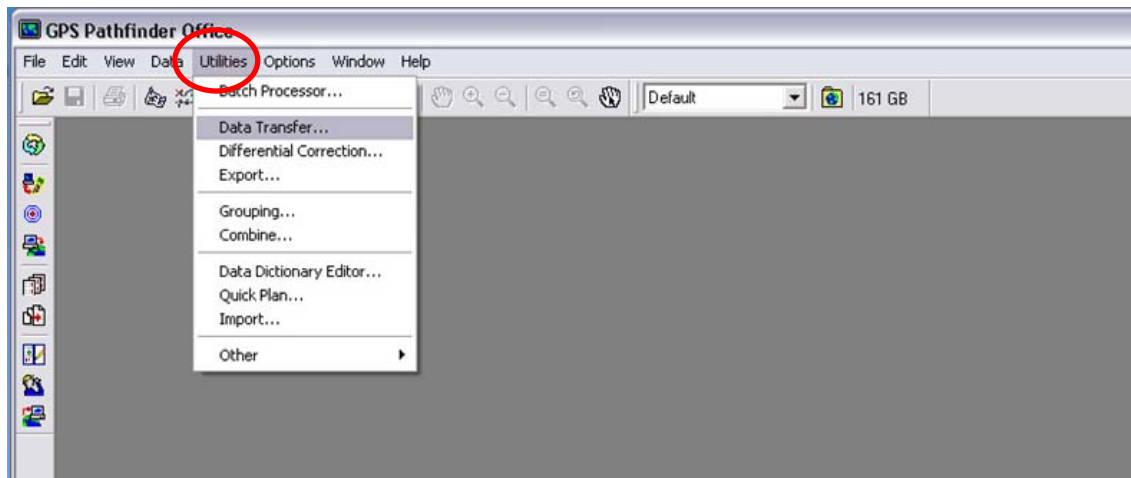 GPS Pathfinder Office
File Edit View Data Utilities Options Window Help
Default 161 GB
Batch Processor...
Data Transfer...
Differential Correction...
Export...
Grouping...
Combine...
Data Dictionary Editor...
Quick Plan...
Import...
Other